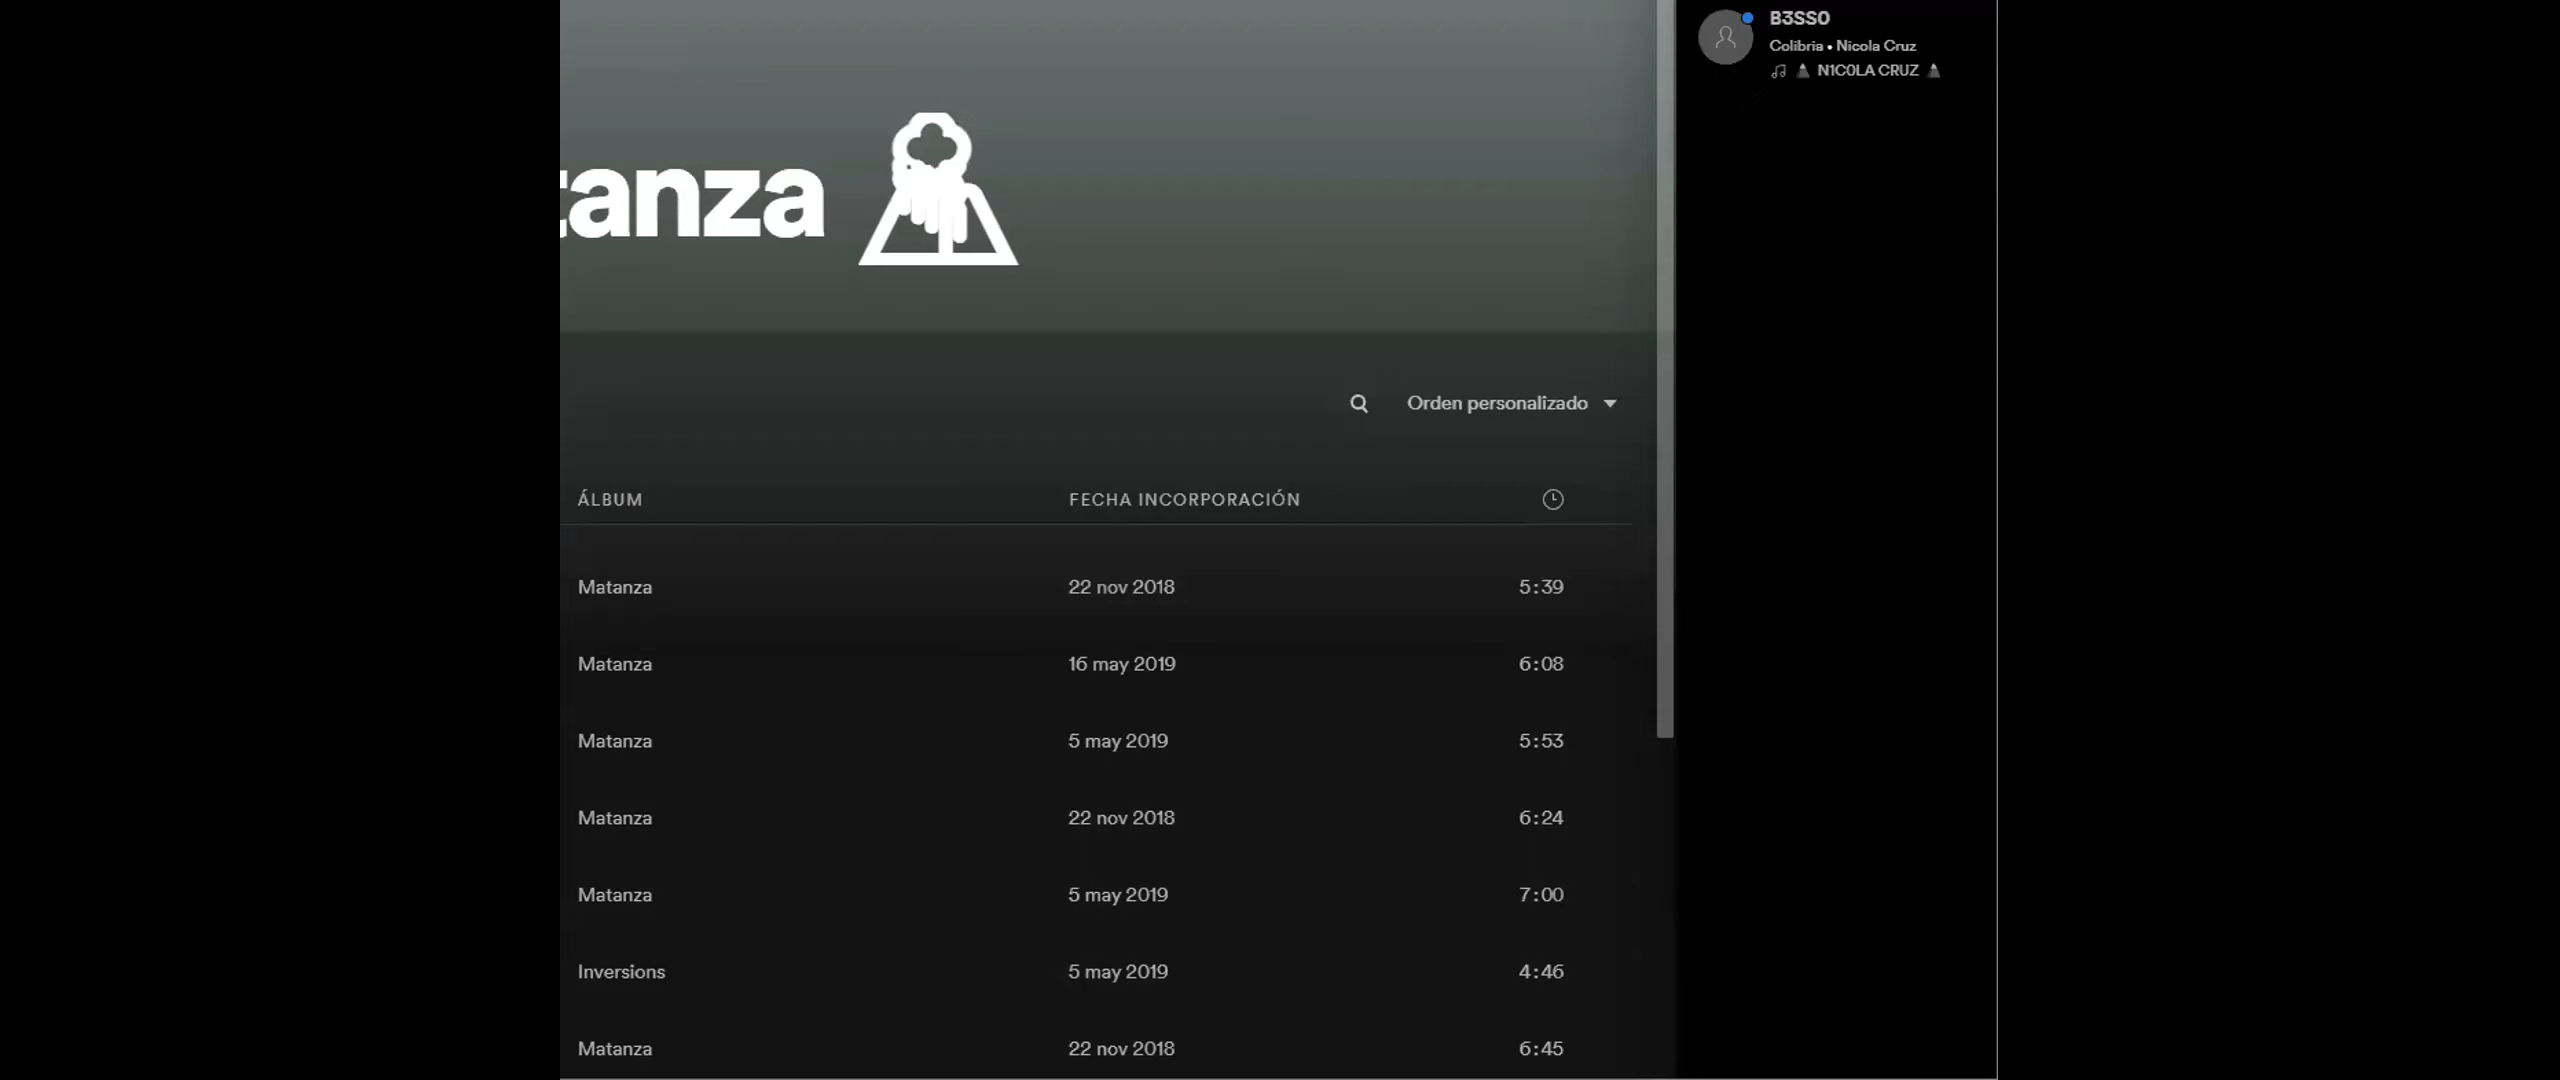 tanza
B3SS0
Colibria • Nicola Cruz
N1C0LA CRUZ
Orden personalizado
ÁLBUM FECHA INCORPORACIÓN
Matanza 22 nov 2018 5:39
Matanza 16 may 2019 6:08
Matanza 5 may 2019 5:53
Matanza 22 nov 2018 6:24
Matanza 5 may 2019 7:00
Inversions 5 may 2019 4:46
Matanza 22 nov 2018 6:45